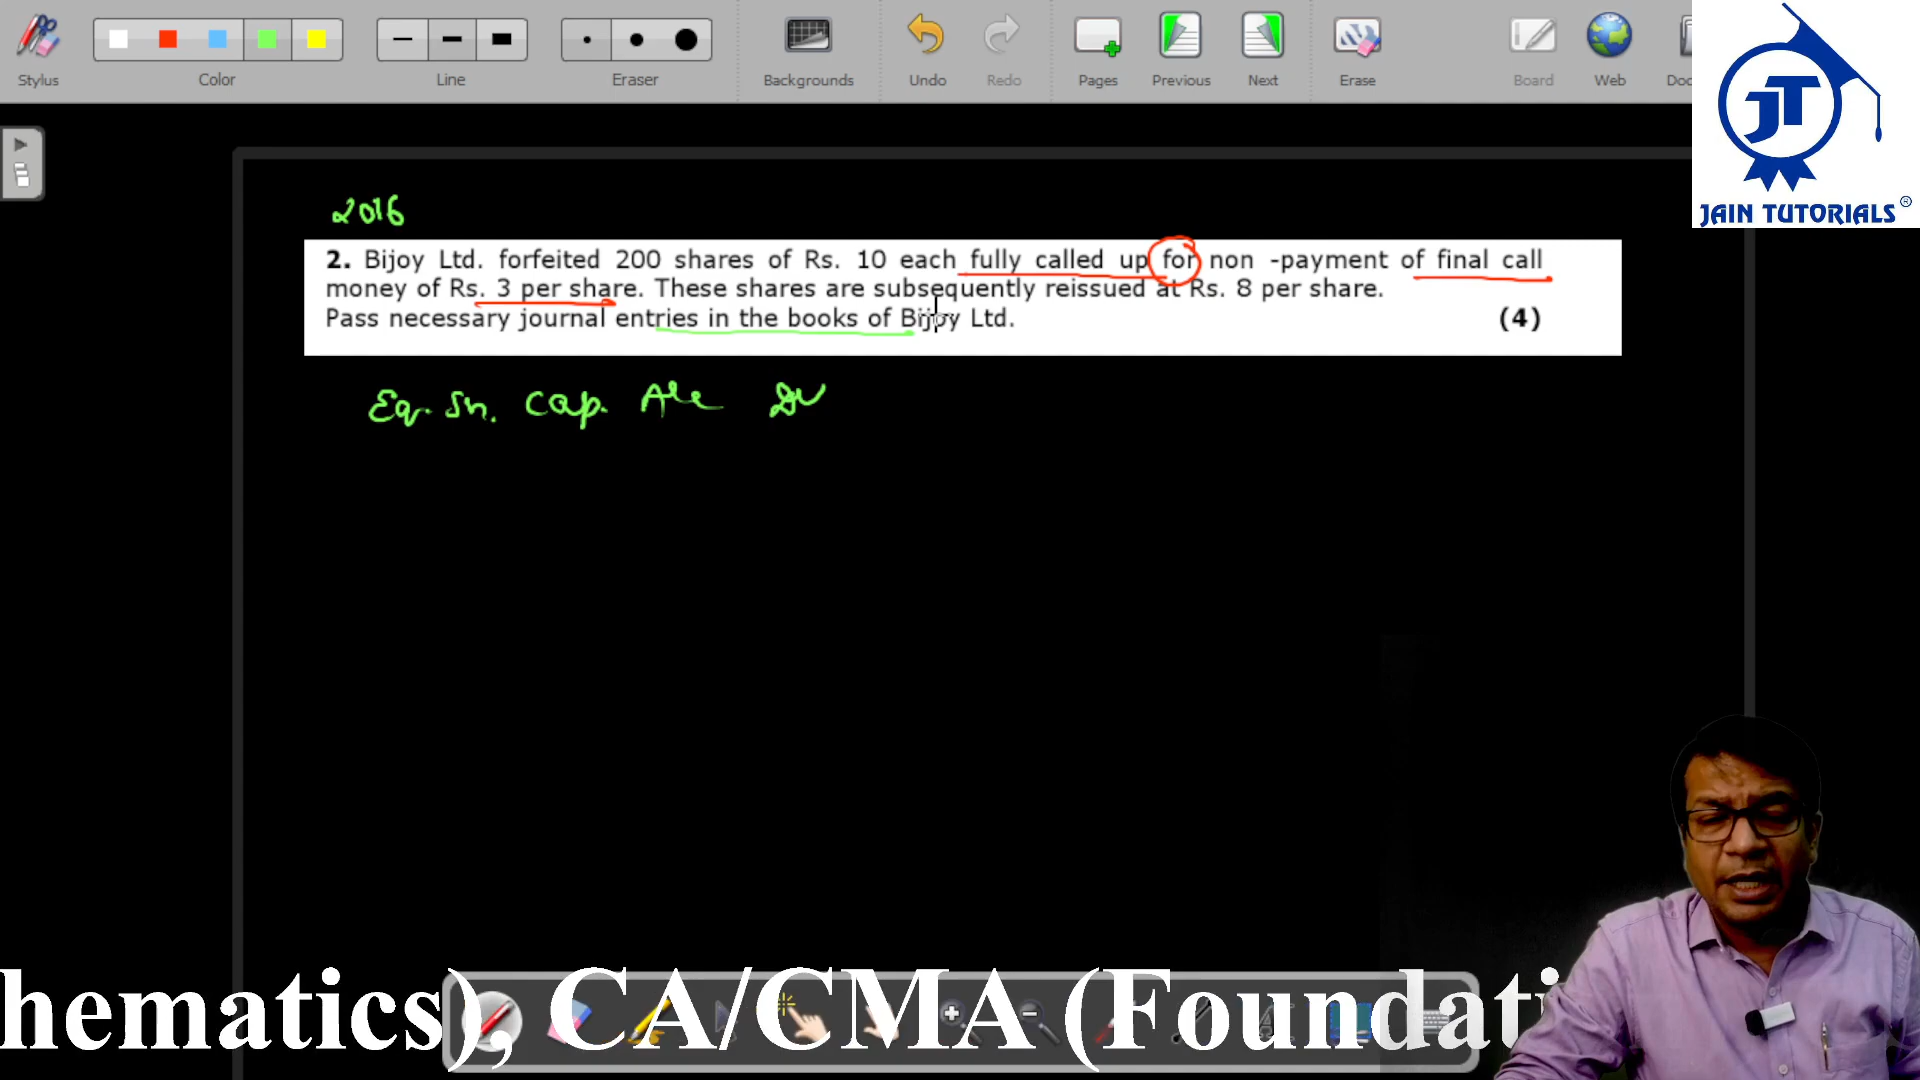 Stylus
Color
Line
Eraser
Backgrounds
Undo
Redo
Pages
Previous
Next
Erase
Board
Web
JT
JAIN TUTORIALS®
2016
2. Bijoy Ltd. forfeited 200 shares of Rs. 10 each fully called up for non -payment of final call
money of Rs. 3 per share. These shares are subsequently reissued at Rs. 8 per share.
Pass necessary journal entries in the books of Bijoy Ltd. (4)
Eq. Sh. Cap. A/c Dr
hematics), CA/CMA (Foundati